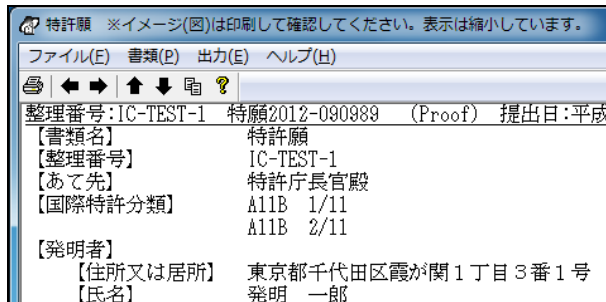 特許願　※イメージ(図)は印刷して確認してください。表示は縮小しています。
ファイル(F)　書類(P)　出力(E)　ヘルプ(H)
整理番号:IC-TEST-1　特願2012-090989　(Proof)　提出日:平成
【書類名】　特許願
【整理番号】　IC-TEST-1
【あて先】　特許庁長官殿
【国際特許分類】　A11B　1/11
A11B　2/11
【発明者】
【住所又は居所】　東京都千代田区霞が関１丁目３番１号
【氏名】　発明　一郎